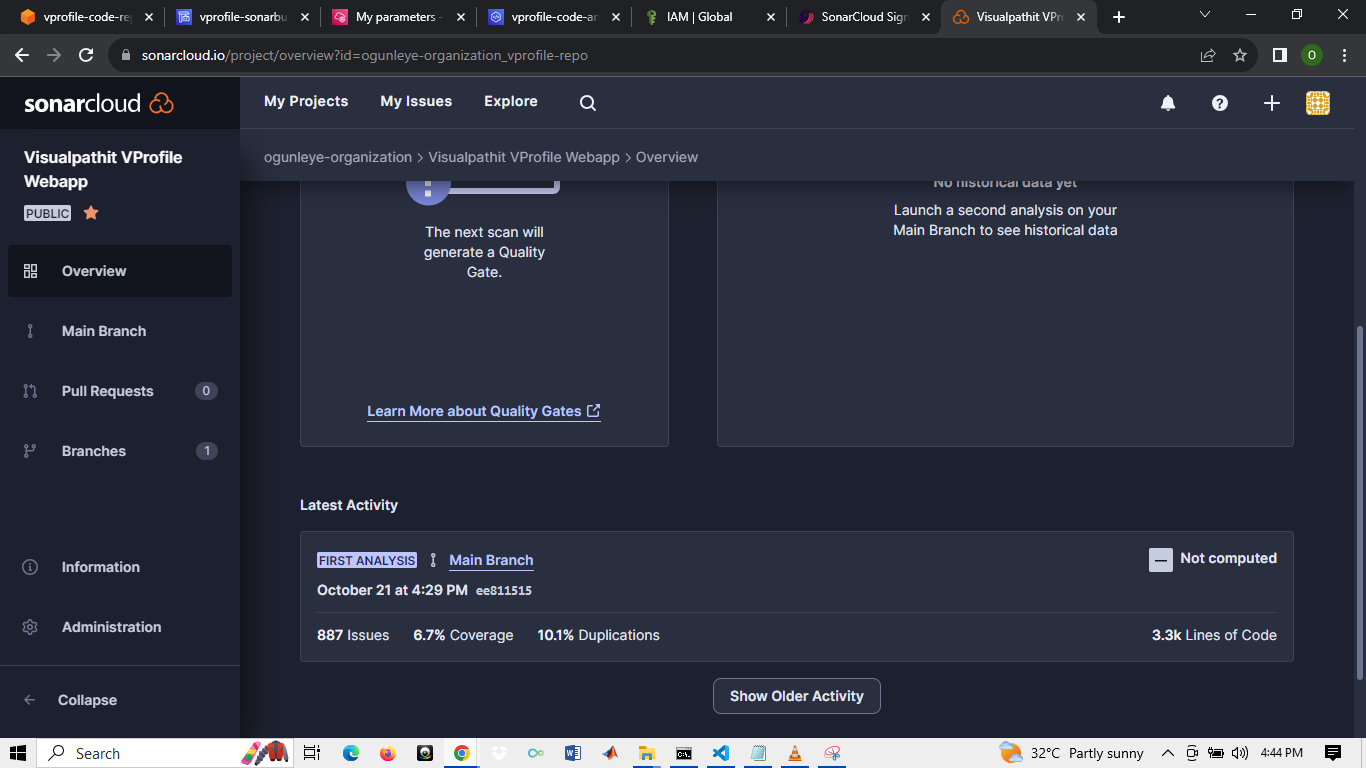 vprofile-code-rep
vprofile-sonarbu
My parameters -
vprofile-code-ar
IAM | Global
SonarCloud Sign
Visualpathit VPro
sonarcloud.io/project/overview?id=ogunleye-organization_vprofile-repo
O
sonarcloud
My Projects
My Issues
Explore
Visualpathit VProfile
Webapp
PUBLIC
ogunleye-organization > Visualpathit VProfile Webapp > Overview
Overview
Main Branch
Pull Requests
0
Branches
1
Information
Administration
Collapse
The next scan will
generate a Quality
Gate.
Learn More about Quality Gates
No historical data yet
Launch a second analysis on your
Main Branch to see historical data
Latest Activity
FIRST ANALYSIS Main Branch
Not computed
October 21 at 4:29 PM ee811515
887 Issues 6.7% Coverage 10.1% Duplications
3.3k Lines of Code
Show Older Activity
Search
32°C Partly sunny
4:44 PM